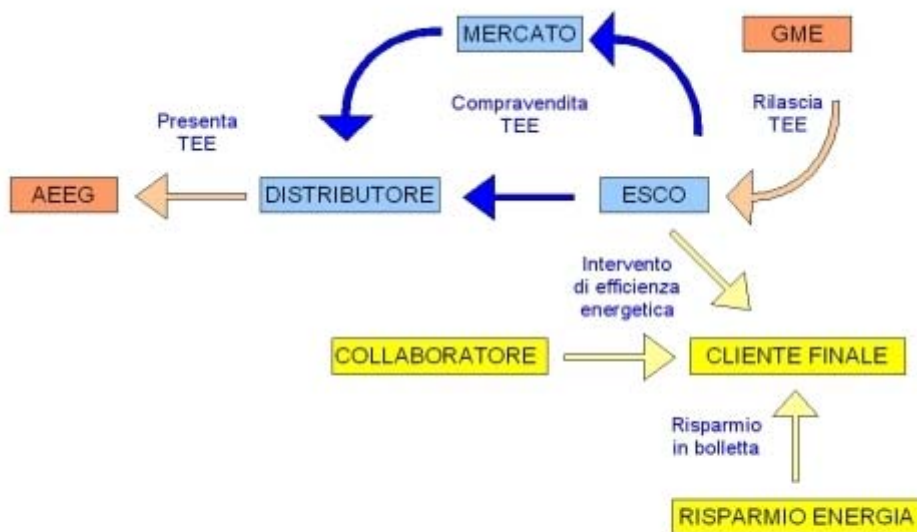 MERCATO
GME
Presenta
TEE
Compravendita
TEE
Rilascia
TEE
AEEG
DISTRIBUTORE
ESCO
Intervento
di efficienza
energetica
COLLABORATORE
CLIENTE FINALE
Risparmio
in bolletta
RISPARMIO ENERGIA